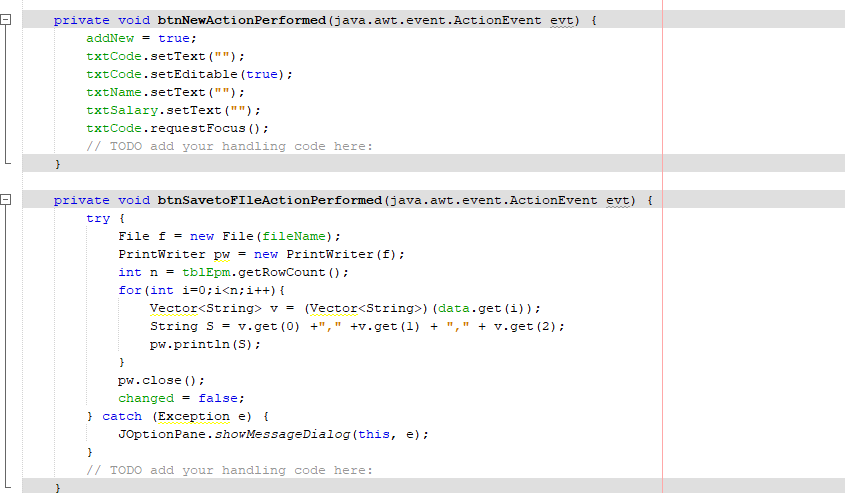 private void btnNewActionPerformed(java.awt.event.ActionEvent evt) {
addNew = true;
txtCode.setText("");
txtCode.setEditable(true);
txtName.setText("");
txtSalary.setText("");
txtCode.requestFocus();
// TODO add your handling code here:
}
private void btnSavetoFIleActionPerformed(java.awt.event.ActionEvent evt) {
try {
File f = new File(fileName);
PrintWriter pw = new PrintWriter(f);
int n = tblEpm.getRowCount();
for(int i=0;i<n;i++){
Vector<String> v = (Vector<String>)(data.get(i));
String S = v.get(0) +"," +v.get(1) + "," + v.get(2);
pw.println(S);
}
pw.close();
changed = false;
} catch (Exception e) {
JOptionPane.showMessageDialog(this, e);
}
// TODO add your handling code here:
}